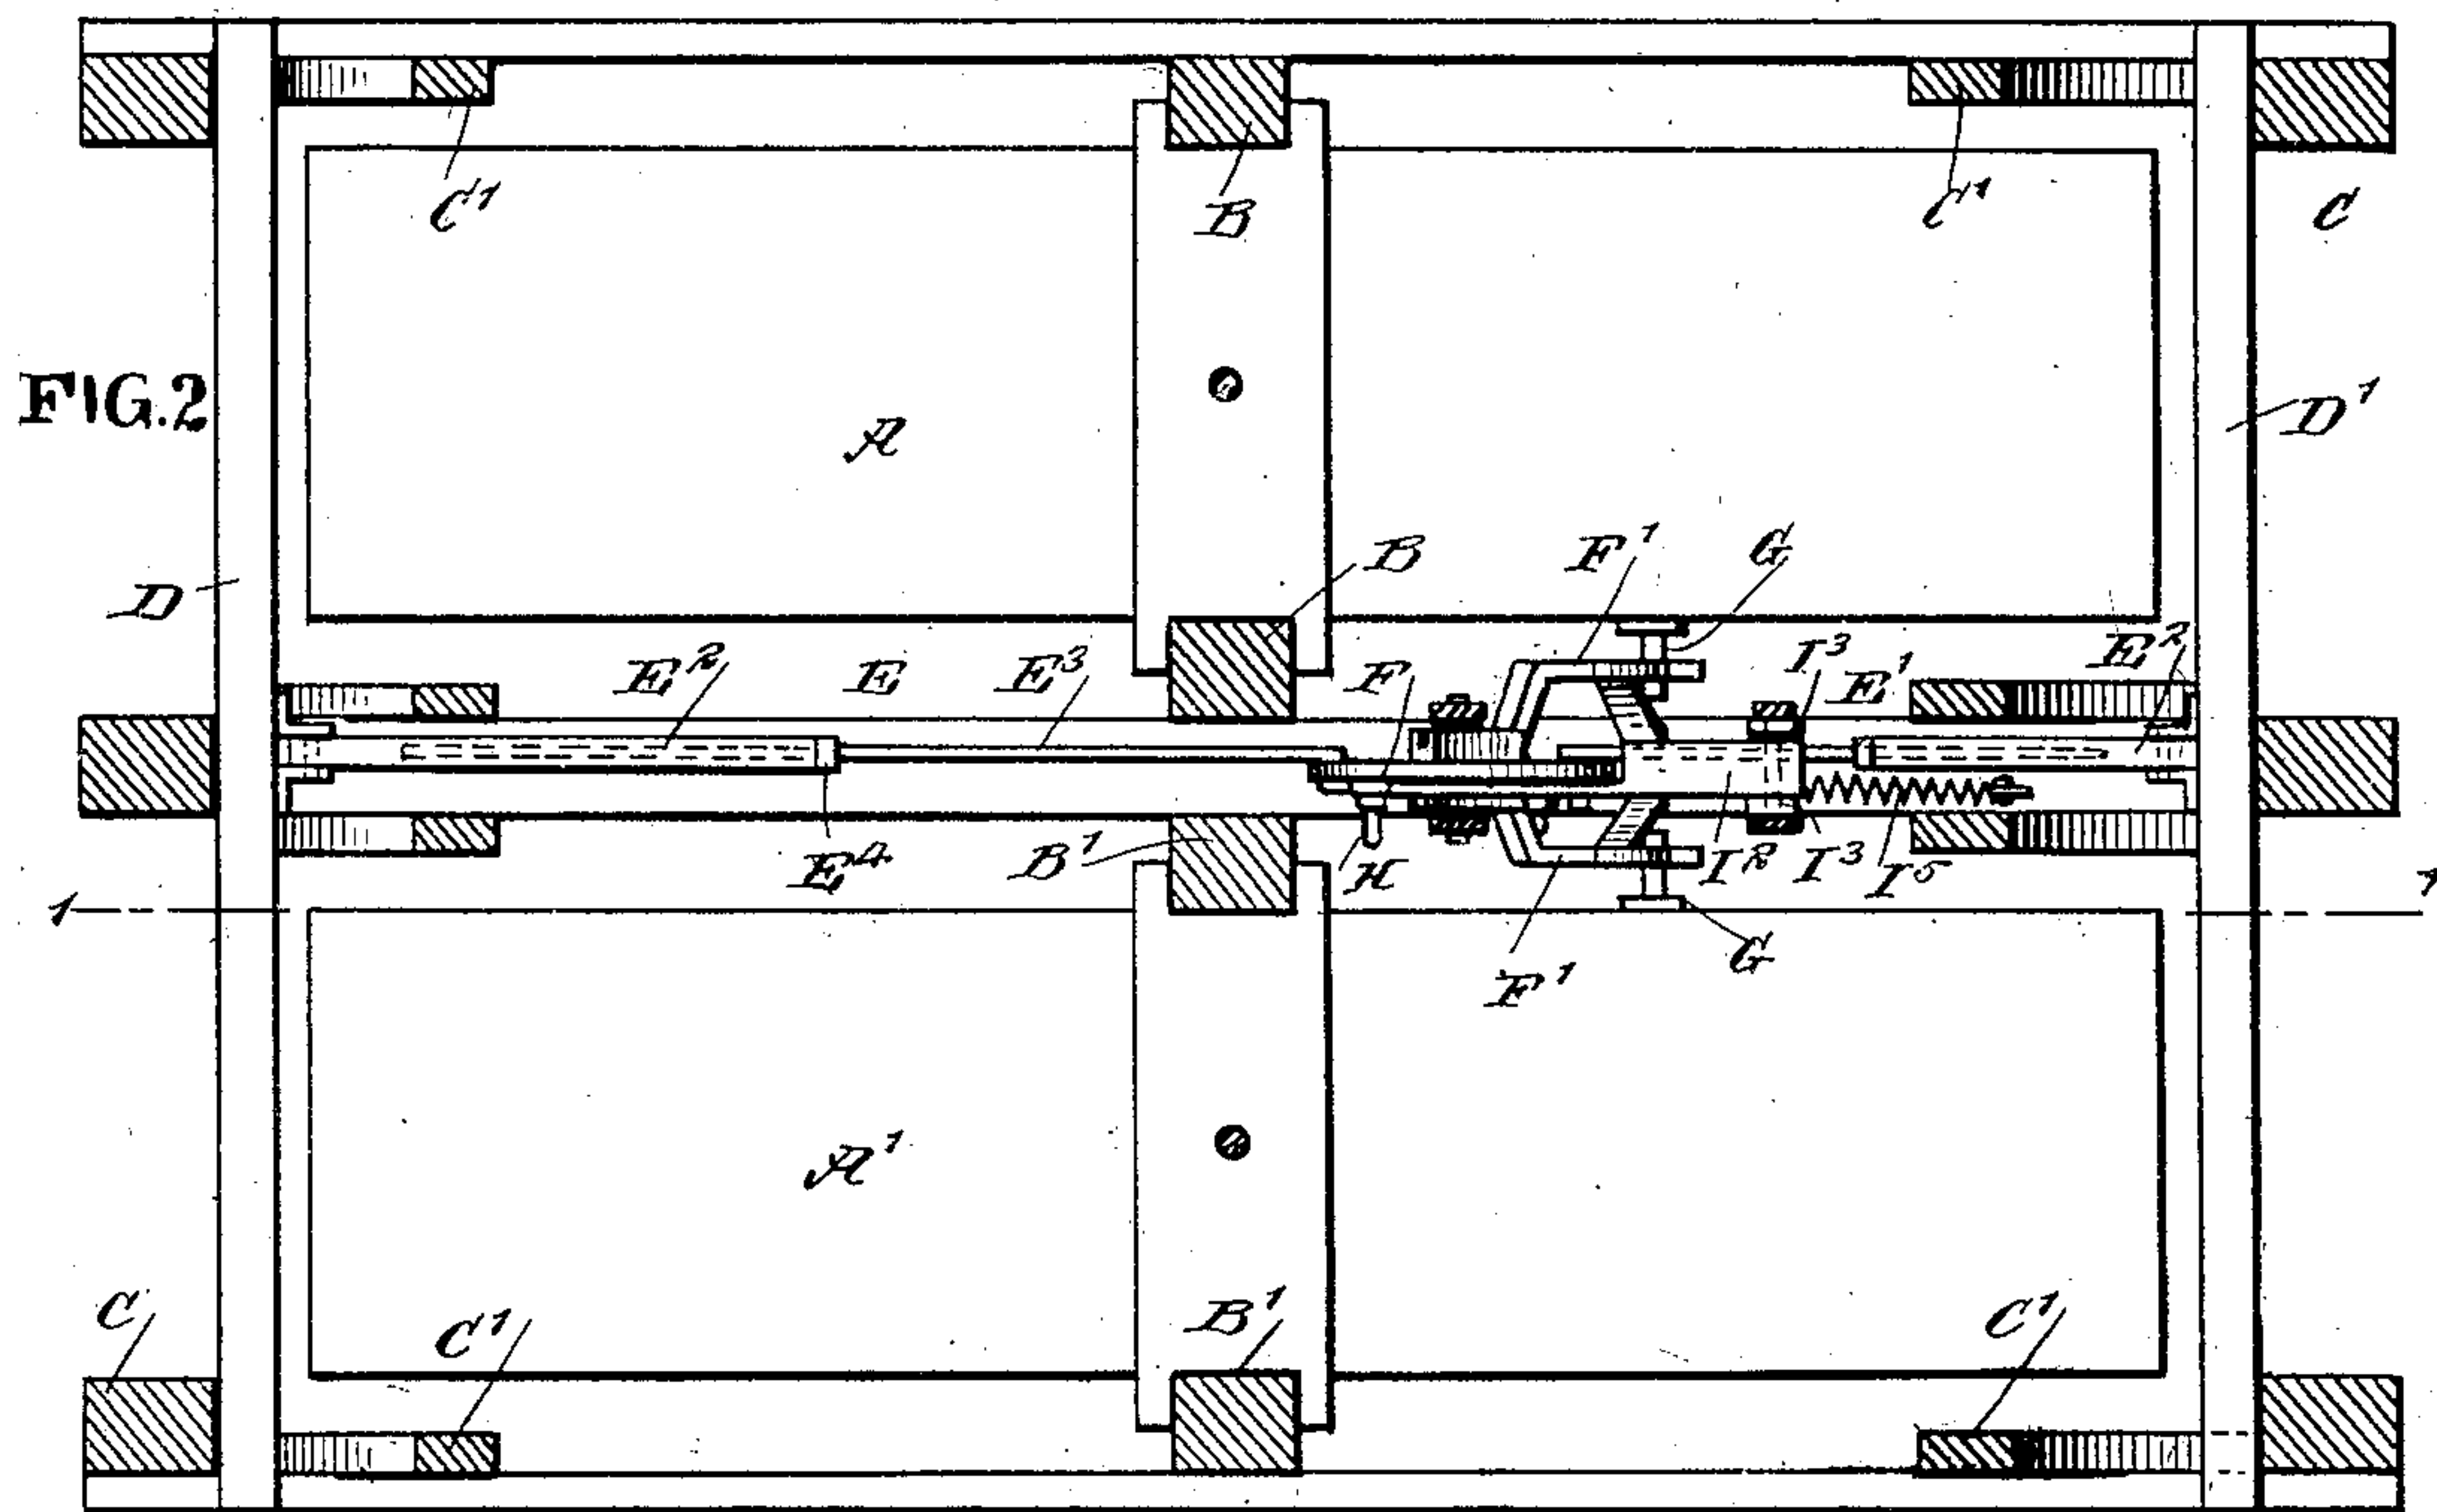 C¹
B
C¹
C
FIG.2
A
D¹
B
F¹
G
D
E²
E
E³
F
I³
E¹
E²
B¹
E⁴
H
I²
I³
I⁵
1
1
F¹
G
A¹
C
C¹
B¹
C¹